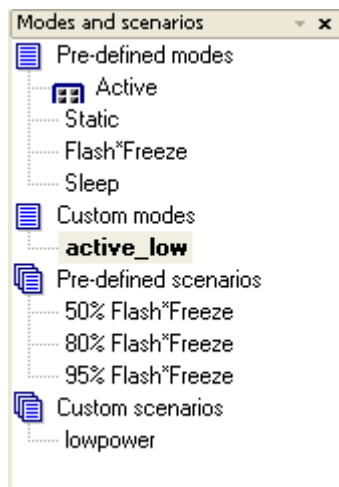 Modes and scenarios
Pre-defined modes
Active
Static
Flash*Freeze
Sleep
Custom modes
active_low
Pre-defined scenarios
50% Flash*Freeze
80% Flash*Freeze
95% Flash*Freeze
Custom scenarios
lowpower